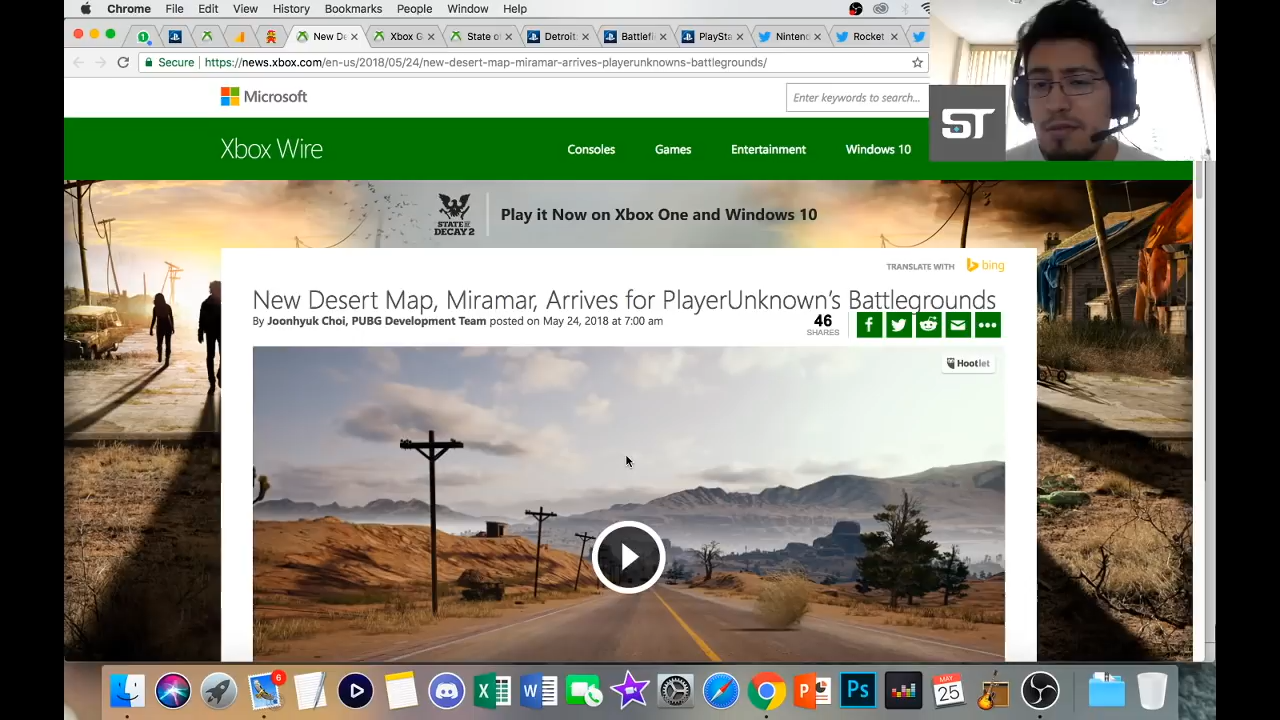 Chrome File Edit View History Bookmarks People Window Help
1
New De
Xbox G
State o
Detroit:
Battlefi
PlaySta
Nintenc
Rocket
Secure https://news.xbox.com/en-us/2018/05/24/new-desert-map-miramar-arrives-playerunknowns-battlegrounds/
Microsoft
Enter keywords to search...
ST
Xbox Wire
Consoles Games Entertainment Windows 10
STATE OF
DECAY 2
Play it Now on Xbox One and Windows 10
TRANSLATE WITH bing
New Desert Map, Miramar, Arrives for PlayerUnknown's Battlegrounds
By Joonhyuk Choi, PUBG Development Team posted on May 24, 2018 at 7:00 am
46
SHARES
Hootlet
6
X
W
P
Ps
MAY
25